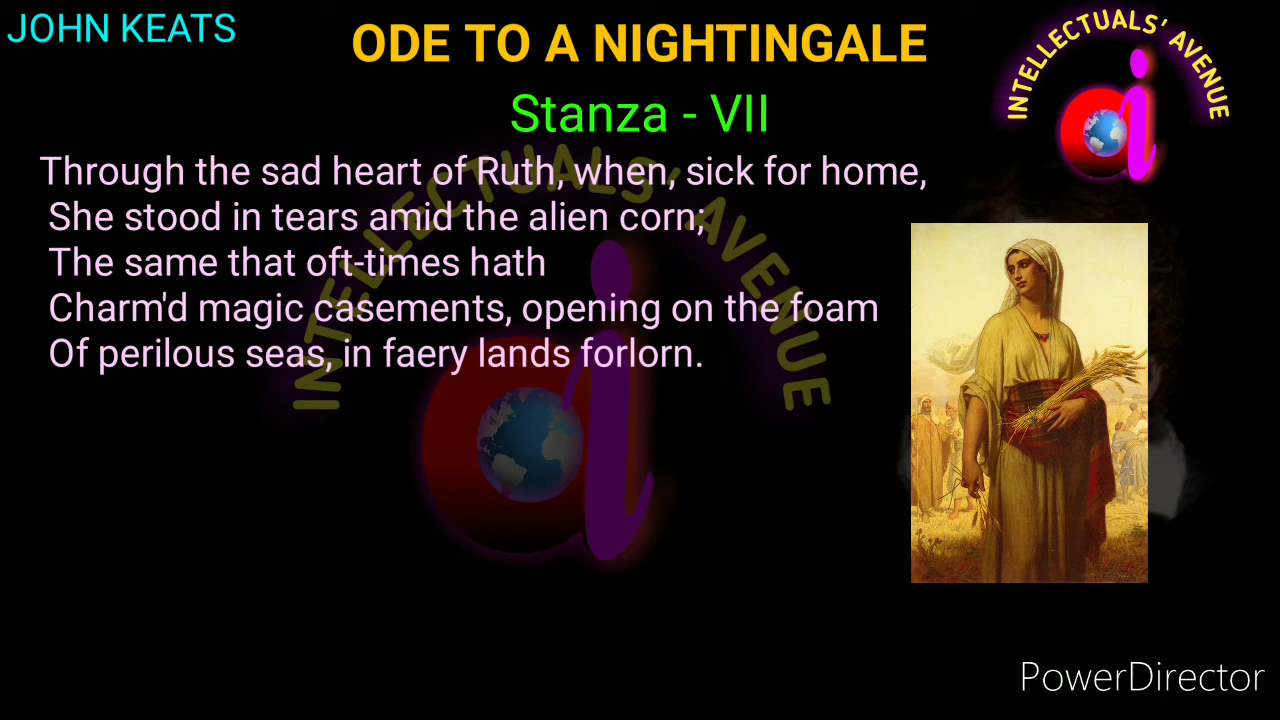 JOHN KEATS
ODE TO A NIGHTINGALE
INTELLECTUALS' AVENUE
Stanza - VII
Through the sad heart of Ruth, when, sick for home,
She stood in tears amid the alien corn;
The same that oft-times hath
Charm'd magic casements, opening on the foam
Of perilous seas, in faery lands forlorn.
INTELLECTUALS' AVENUE
PowerDirector